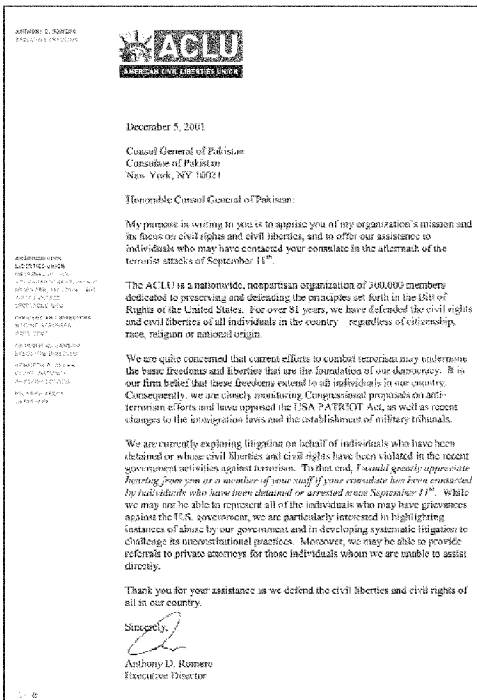 ANTHONY D. ROMERO
EXECUTIVE DIRECTOR
ACLU
AMERICAN CIVIL LIBERTIES UNION
December 5, 2001
Consul General of Pakistan
Consulate of Pakistan
New York, NY 10021
Honorable Consul General of Pakistan:
My purpose in writing to you is to apprise you of my organization's mission and
its focus on civil rights and civil liberties, and to offer our assistance to
individuals who may have contacted your consulate in the aftermath of the
terrorist attacks of September 11th.
The ACLU is a nationwide, nonpartisan organization of 300,000 members
dedicated to preserving and defending the principles set forth in the Bill of
Rights of the United States. For over 81 years, we have defended the civil rights
and civil liberties of all individuals in the country regardless of citizenship,
race, religion or national origin.
We are quite concerned that current efforts to combat terrorism may undermine
the basic freedoms and liberties that are the foundation of our democracy. It is
our firm belief that these freedoms extend to all individuals in our country.
Consequently, we are closely monitoring Congressional proposals on anti-
terrorism efforts and have opposed the USA PATRIOT Act, as well as recent
changes to the immigration laws and the establishment of military tribunals.
We are currently exploring litigation on behalf of individuals who have been
detained or whose civil liberties and civil rights have been violated in the recent
government activities against terrorism. To that end, I would greatly appreciate
hearing from you or a member of your staff if your consulate has been contacted
by individuals who have been detained or arrested since September 11th. While
we may not be able to represent all of the individuals who may have grievances
against the U.S. government, we are particularly interested in highlighting
instances of abuse by our government and in developing systematic litigation to
challenge its unconstitutional practices. Moreover, we may be able to provide
referrals to private attorneys for those individuals whom we are unable to assist
directly.
Thank you for your assistance as we defend the civil liberties and civil rights of
all in our country.
Sincerely,
Anthony D. Romero
Executive Director
AMERICAN CIVIL
LIBERTIES UNION